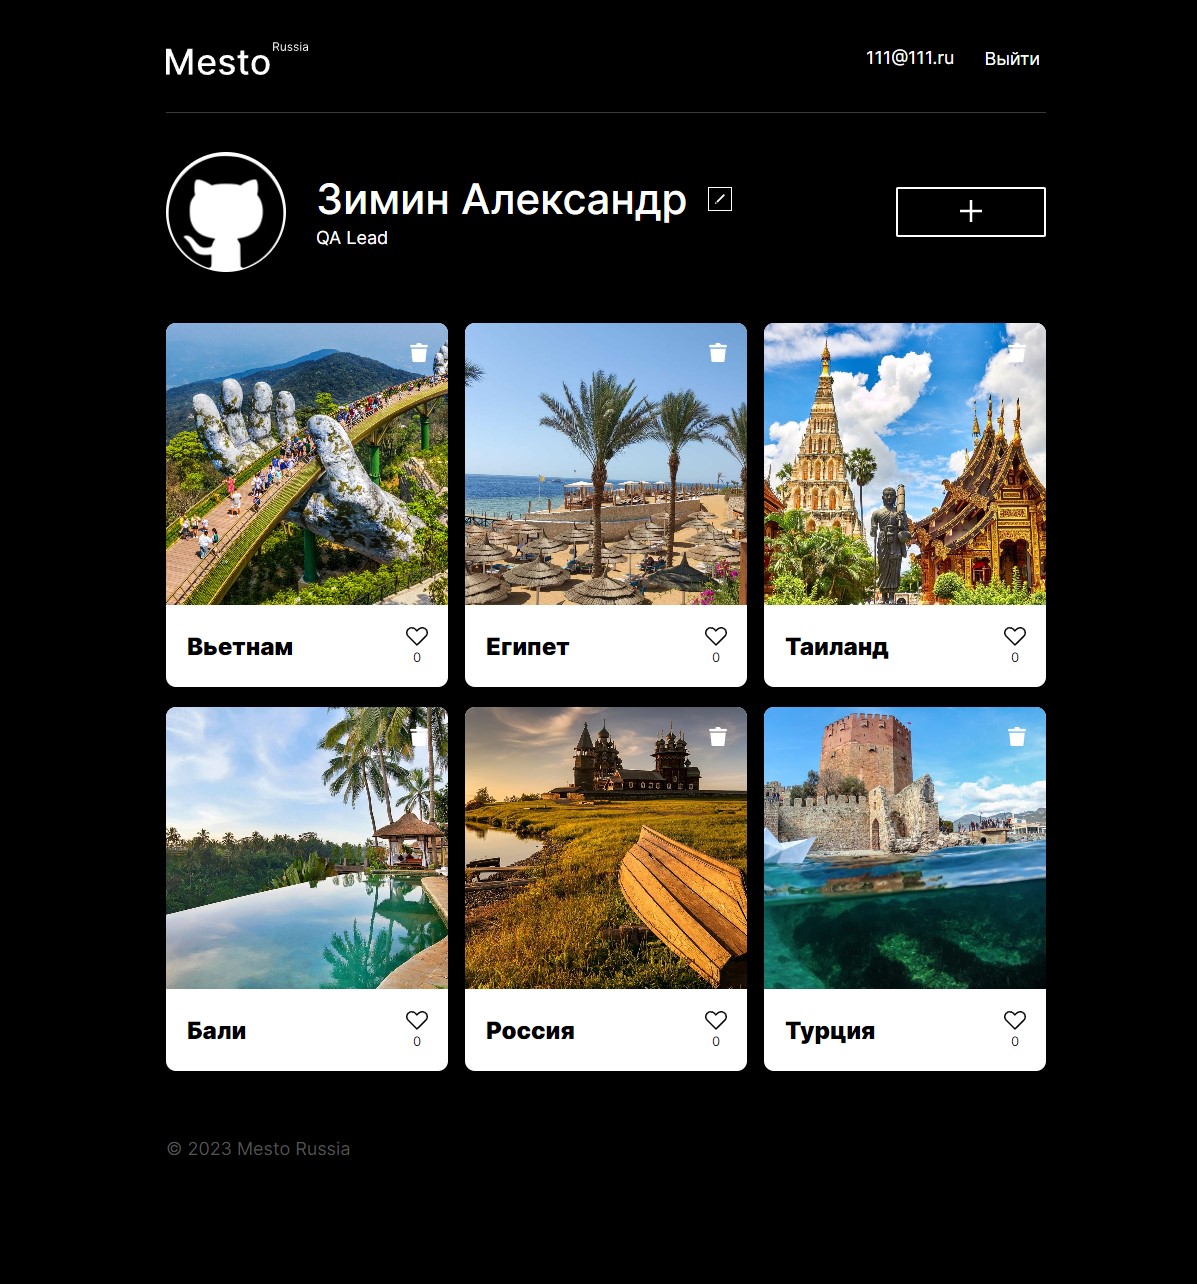 Mesto Russia
111@111.ru Выйти
Зимин Александр
QA Lead
Вьетнам
0
Египет
0
Таиланд
0
Бали
0
Россия
0
Турция
0
© 2023 Mesto Russia